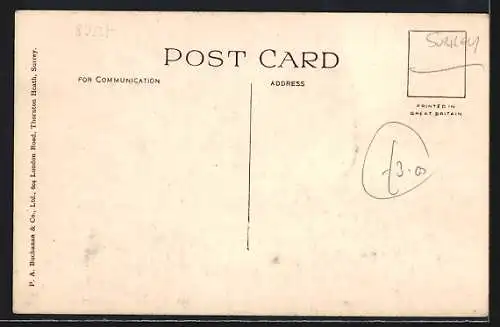 SURREY
POST CARD
FOR COMMUNICATION
ADDRESS
PRINTED IN
GREAT BRITAIN
£3.00
P. A. Buchanan & Co., Ltd., 604 London Road, Thornton Heath, Surrey.